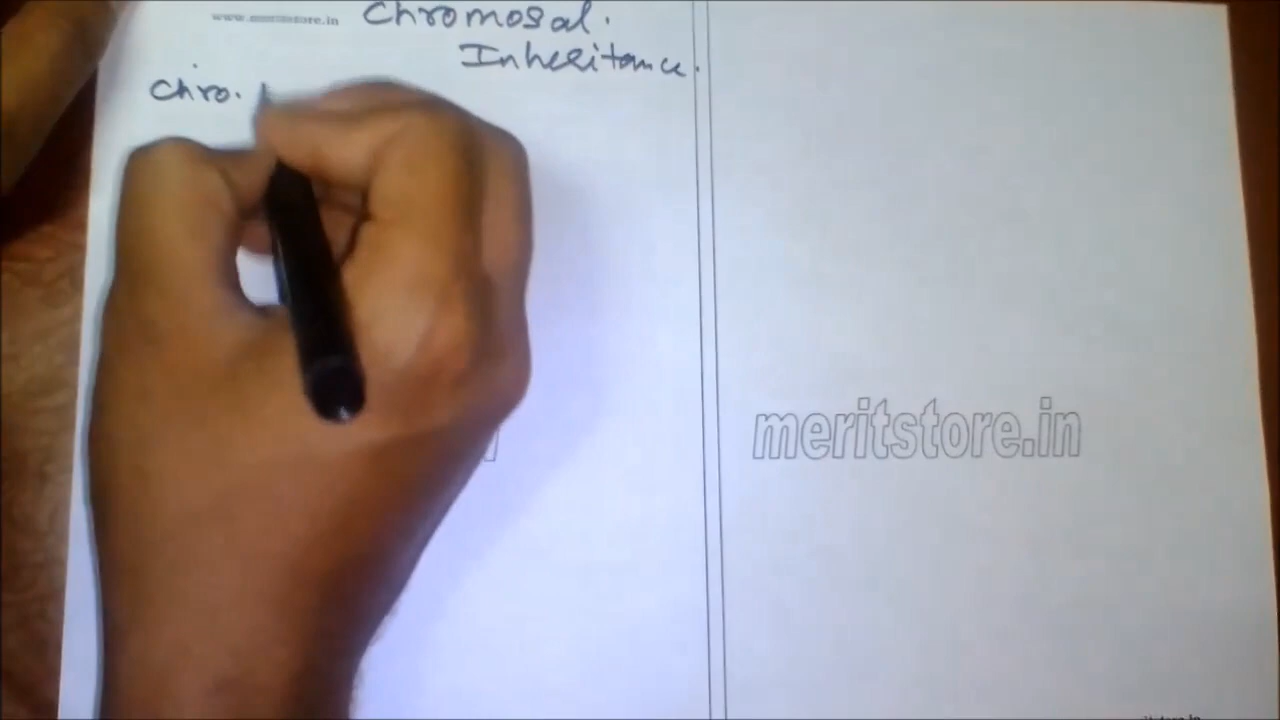 www.meritstore.in
Chromosal.
Inheritance.
Chro.
meritstore.in